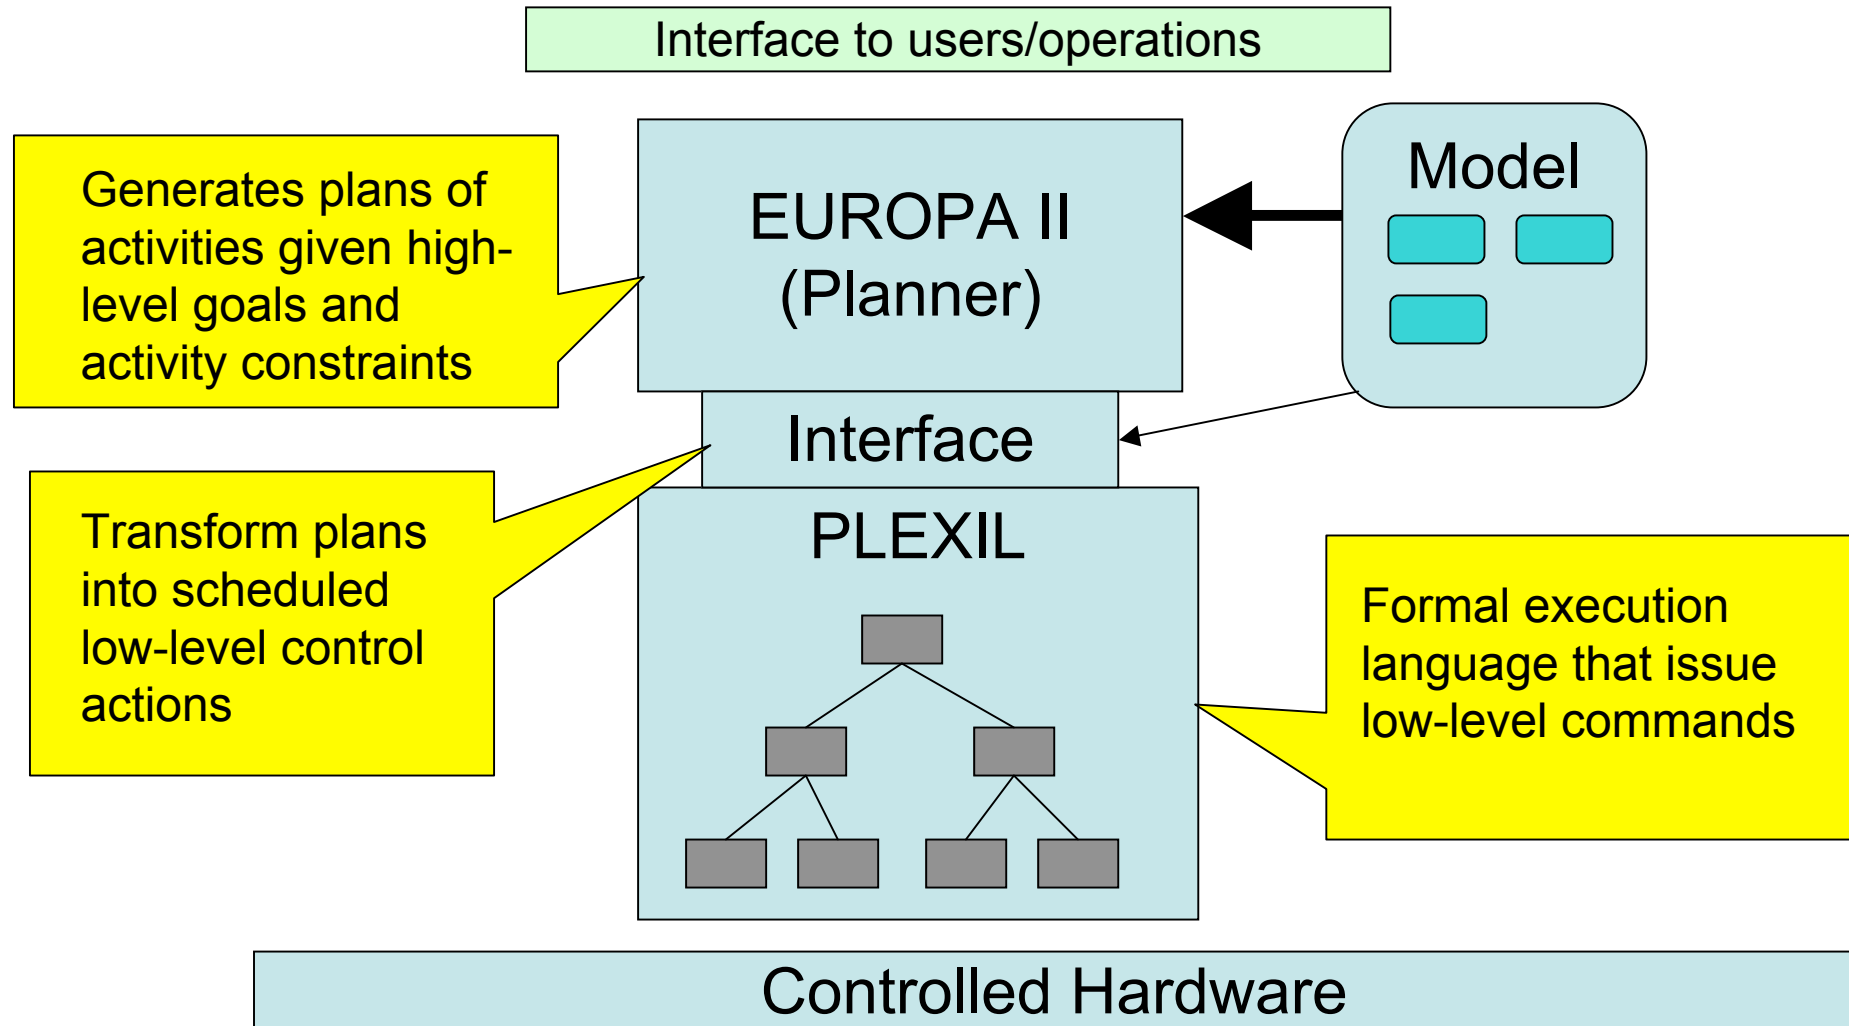 Interface to users/operations
Generates plans of
activities given high-
level goals and
activity constraints
EUROPA II
(Planner)
Model
Interface
Transform plans
into scheduled
low-level control
actions
PLEXIL
Formal execution
language that issue
low-level commands
Controlled Hardware